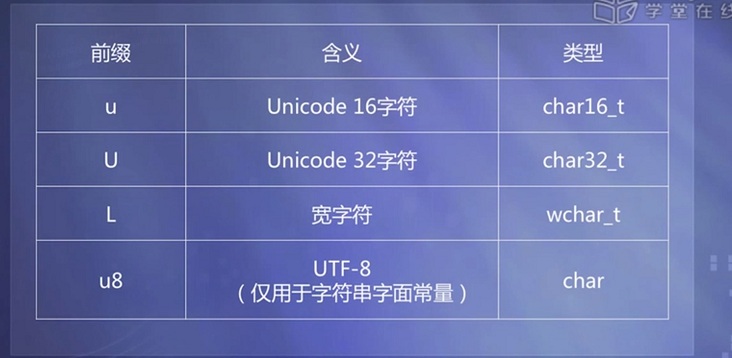 学堂在线
前缀 含义 类型
u Unicode 16字符 char16_t
U Unicode 32字符 char32_t
L 宽字符 wchar_t
u8 UTF-8 char
（仅用于字符串字面常量）